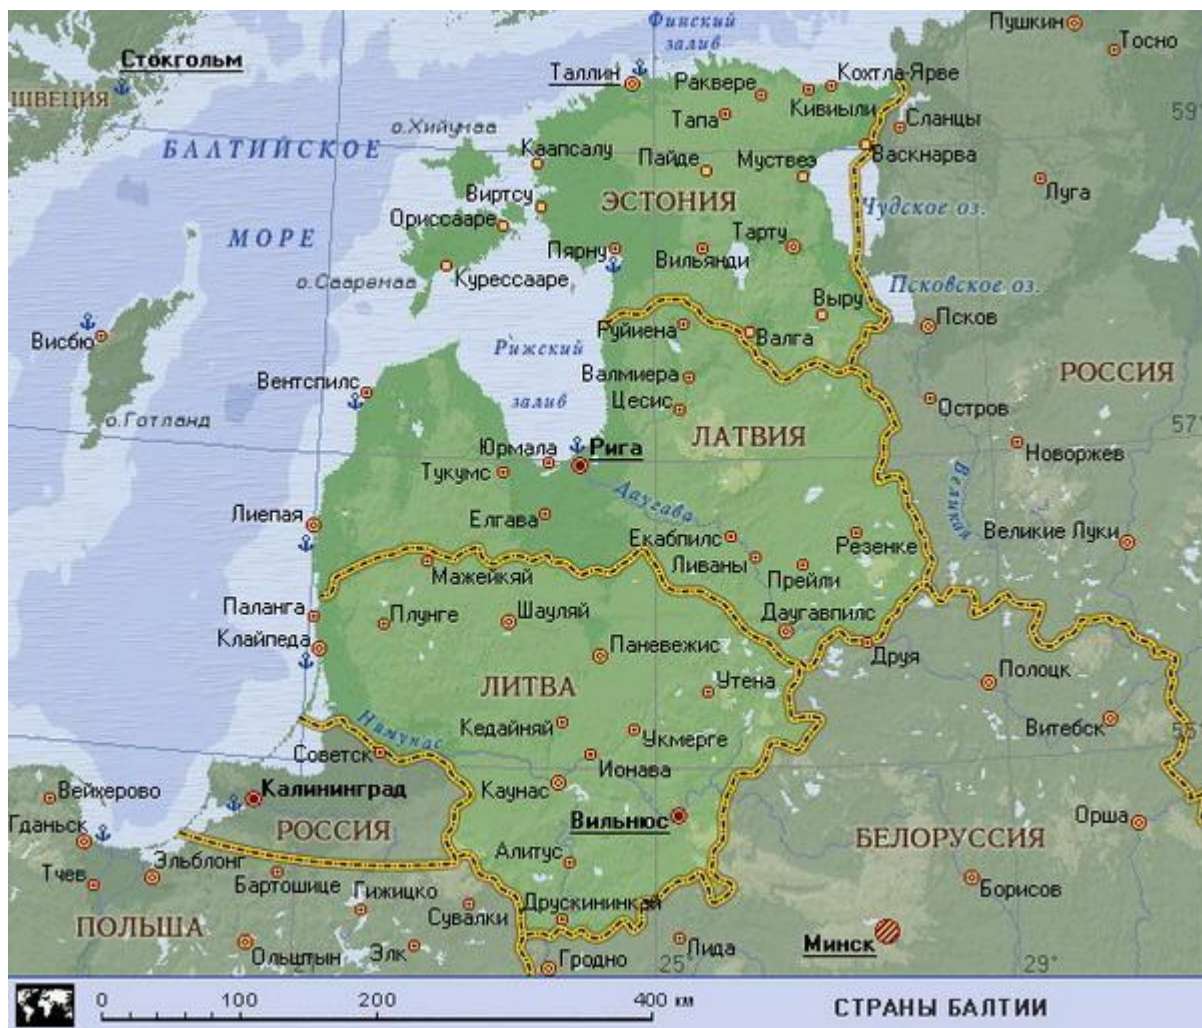 Стокгольм
ШВЕЦИЯ
Финский
залив
Пушкин
Тосно
Таллин
Раквере
Кохтла-Ярве
Кивиыли
Тапа
Сланцы
59
БАЛТИЙСКОЕ
МОРЕ
о.Хийумаа
Каапсалу
Пайде
Муствеэ
Васкнарва
Луга
Виртсу
ЭСТОНИЯ
Чудское оз.
Ориссааре
Тарту
Пярну
Вильянди
о.Сааремаа
Курессааре
Псковское оз.
Выру
Псков
Висбю
Руйиена
Валга
Рижский
залив
РОССИЯ
Вентспилс
Валмиера
Цесис
Остров
о.Готланд
57°
ЛАТВИЯ
Новоржев
Юрмала
Рига
Тукумс
Даугава
Великая
Лиепая
Елгава
Екабпилс
Резенке
Великие Луки
Ливаны
Прейли
Мажейкяй
Паланга
Плунге
Шауляй
Даугавпилс
Клайпеда
Паневежис
Друя
Полоцк
ЛИТВА
Утена
Нямунас
Кедайняй
Укмерге
Витебск
55
Советск
Ионава
Вейхерово
Калининград
Каунас
РОССИЯ
Вильнюс
БЕЛОРУССИЯ
Орша
Гданьск
Эльблонг
Алитус
Тчев
Бартошице
Гижицко
Борисов
ПОЛЬША
Сувалки
Друскининкай
Минск
Ольштын
Элк
Гродно
Лида
25°
29°
0 100 200 400 км
СТРАНЫ БАЛТИИ